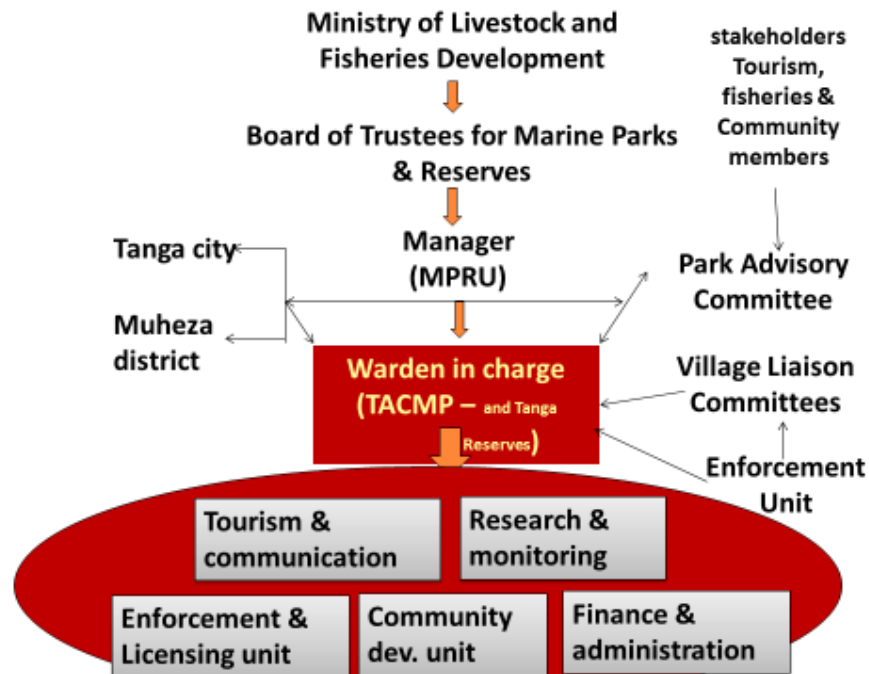 Ministry of Livestock and
Fisheries Development
stakeholders
Tourism,
fisheries &
Community
members
Board of Trustees for Marine Parks
& Reserves
Manager
(MPRU)
Tanga city
Muheza
district
Park Advisory
Committee
Warden in charge
(TACMP – and Tanga
Reserves)
Village Liaison
Committees
Enforcement
Unit
Tourism &
communication
Research &
monitoring
Enforcement &
Licensing unit
Community
dev. unit
Finance &
administration